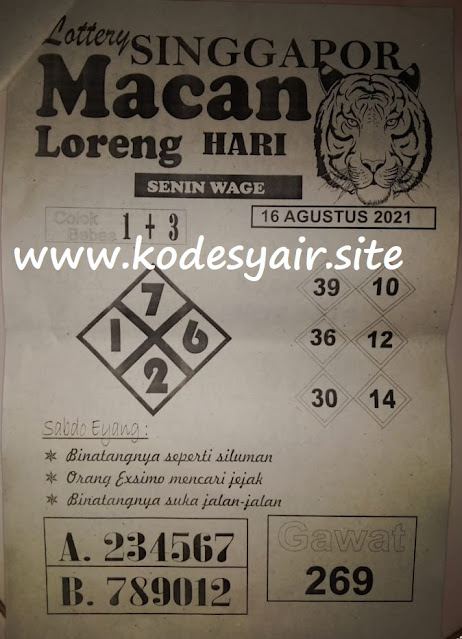 Lottery SINGGAPOR
Macan
Loreng HARI
SENIN WAGE
16 AGUSTUS 2021
Colok Bebas 1 + 3
www.kodesyair.site
7
1 6
2
39 10
36 12
30 14
Sabdo Eyang :
Binatangnya seperti siluman
Orang Exsimo mencari jejak
Binatangnya suka jalan-jalan
A. 234567
B. 789012
Gawat
269